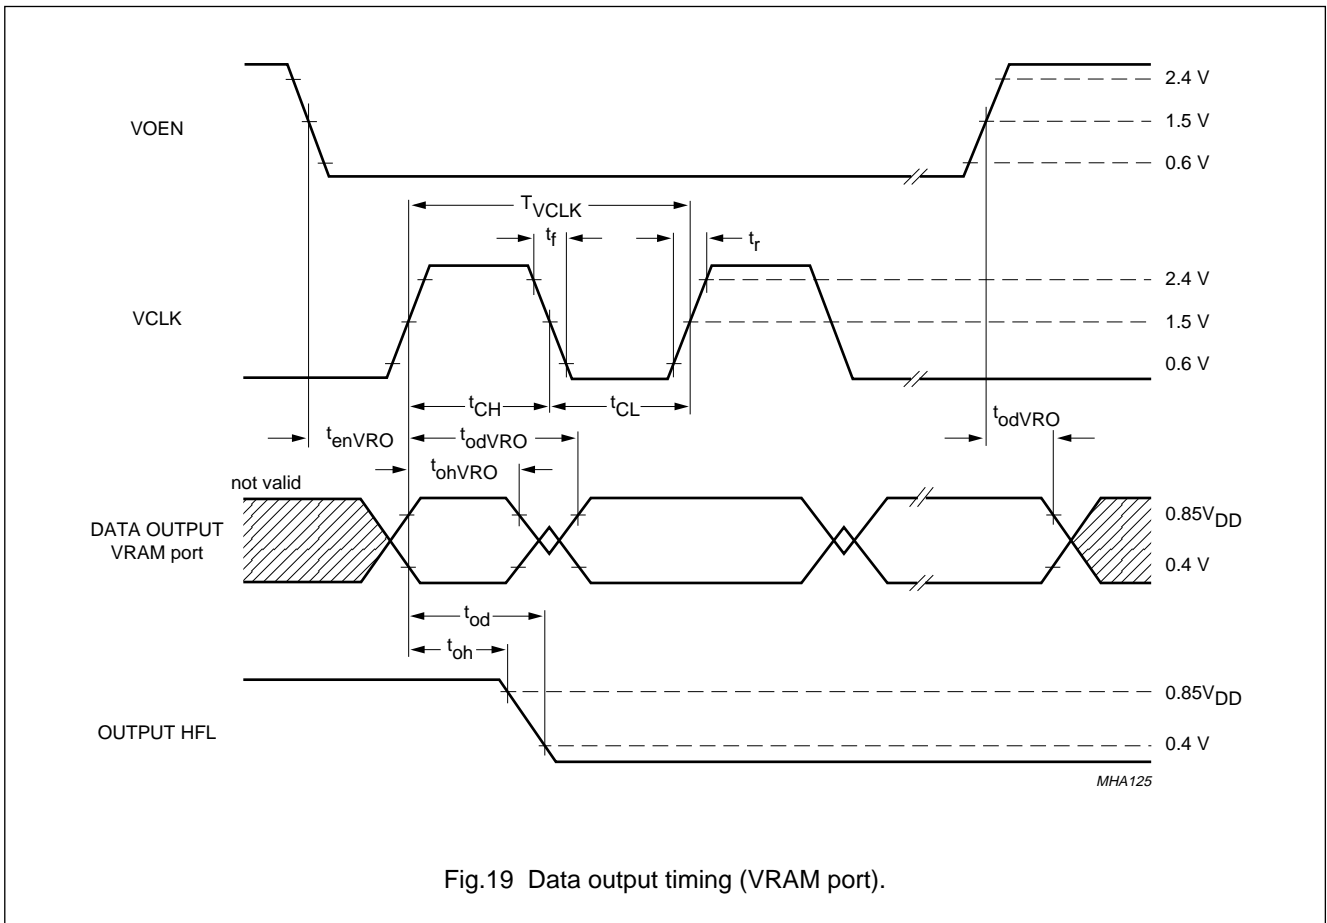 2.4 V
VOEN
1.5 V
0.6 V
TVCLK
tf
tr
2.4 V
VCLK
1.5 V
0.6 V
tCH
tCL
tenVRO
todVRO
todVRO
tohVRO
not valid
DATA OUTPUT
VRAM port
0.85VDD
0.4 V
tod
toh
0.85VDD
OUTPUT HFL
0.4 V
MHA125
Fig.19 Data output timing (VRAM port).